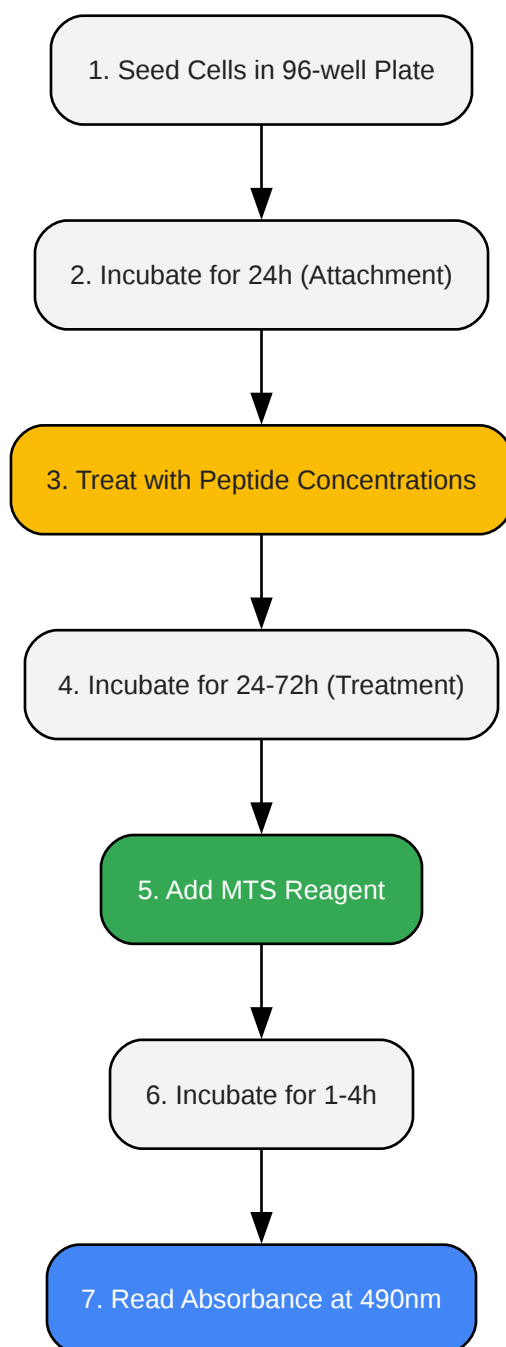 1. Seed Cells in 96-well Plate
2. Incubate for 24h (Attachment)
3. Treat with Peptide Concentrations
4. Incubate for 24-72h (Treatment)
5. Add MTS Reagent
6. Incubate for 1-4h
7. Read Absorbance at 490nm